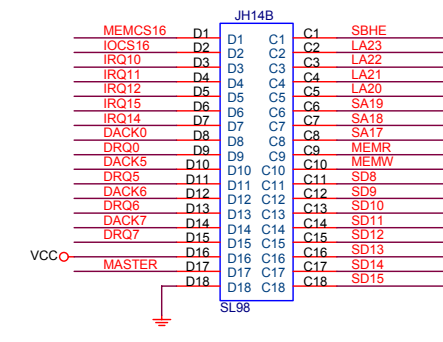 JH14B
MEMCS16 D1 D1 C1 C1 SBHE
IOCS16 D2 D2 C2 C2 LA23
IRQ10 D3 D3 C3 C3 LA22
IRQ11 D4 D4 C4 C4 LA21
IRQ12 D5 D5 C5 C5 LA20
IRQ15 D6 D6 C6 C6 SA19
IRQ14 D7 D7 C7 C7 SA18
DACK0 D8 D8 C8 C8 SA17
DRQ0 D9 D9 C9 C9 MEMR
DACK5 D10 D10 C10 C10 MEMW
DRQ5 D11 D11 C11 C11 SD8
DACK6 D12 D12 C12 C12 SD9
DRQ6 D13 D13 C13 C13 SD10
DACK7 D14 D14 C14 C14 SD11
DRQ7 D15 D15 C15 C15 SD12
VCC D16 D16 C16 C16 SD13
MASTER D17 D17 C17 C17 SD14
D18 D18 C18 C18 SD15
SL98